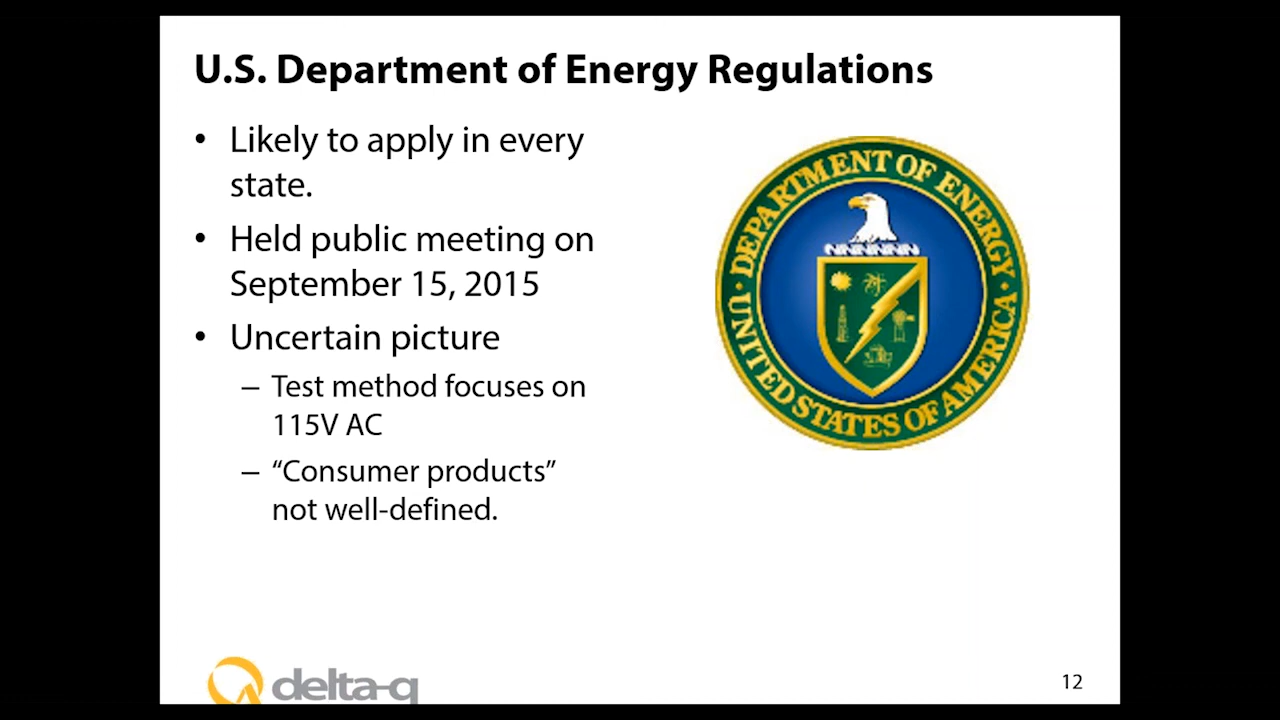 U.S. Department of Energy Regulations
• Likely to apply in every
state.
• Held public meeting on
September 15, 2015
• Uncertain picture
– Test method focuses on
115V AC
– “Consumer products”
not well-defined.
DEPARTMENT OF ENERGY
UNITED STATES OF AMERICA
delta-q
12